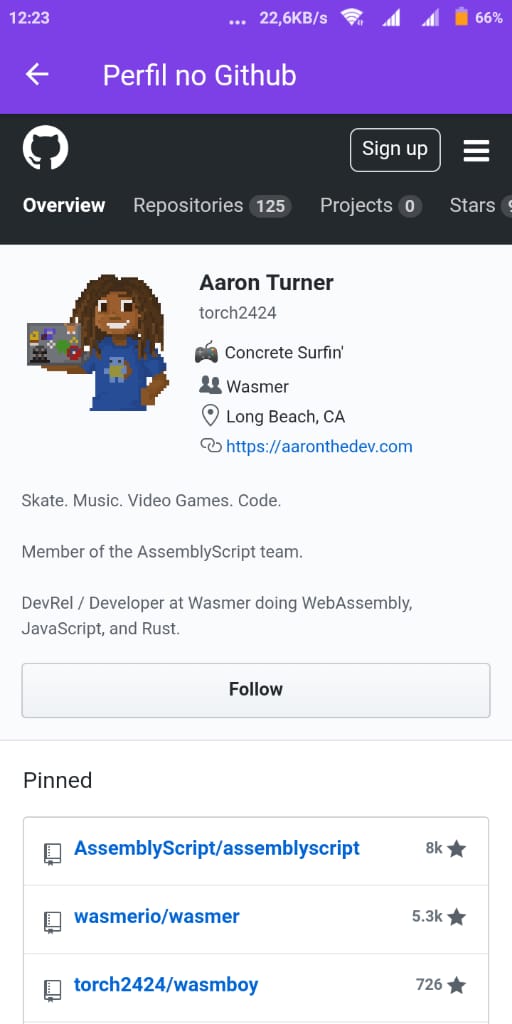 12:23 ... 22,6KB/s 66%
Perfil no Github
Sign up
Overview Repositories 125 Projects 0 Stars
Aaron Turner
torch2424
Concrete Surfin'
Wasmer
Long Beach, CA
https://aaronthedev.com
Skate. Music. Video Games. Code.
Member of the AssemblyScript team.
DevRel / Developer at Wasmer doing WebAssembly,
JavaScript, and Rust.
Follow
Pinned
AssemblyScript/assemblyscript 8k
wasmerio/wasmer 5.3k
torch2424/wasmboy 726